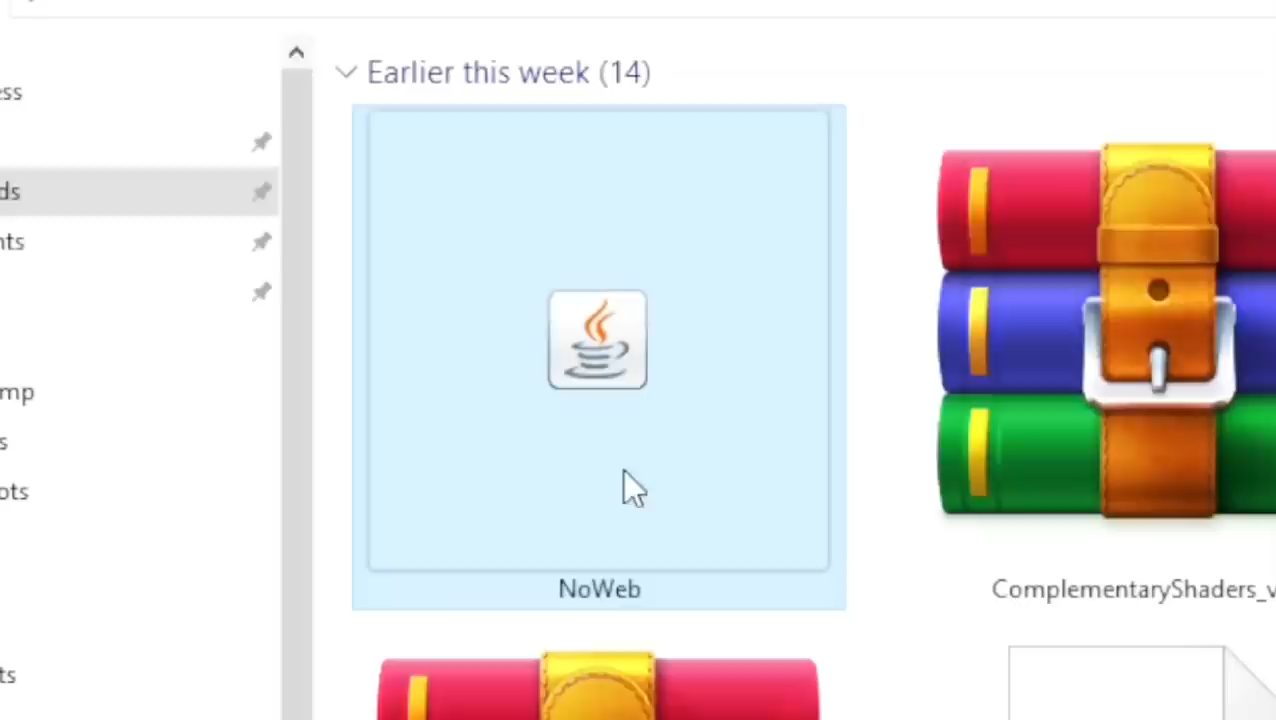 Earlier this week (14)
ess
ds
nts
mp
s
ots
ts
NoWeb
ComplementaryShaders_v